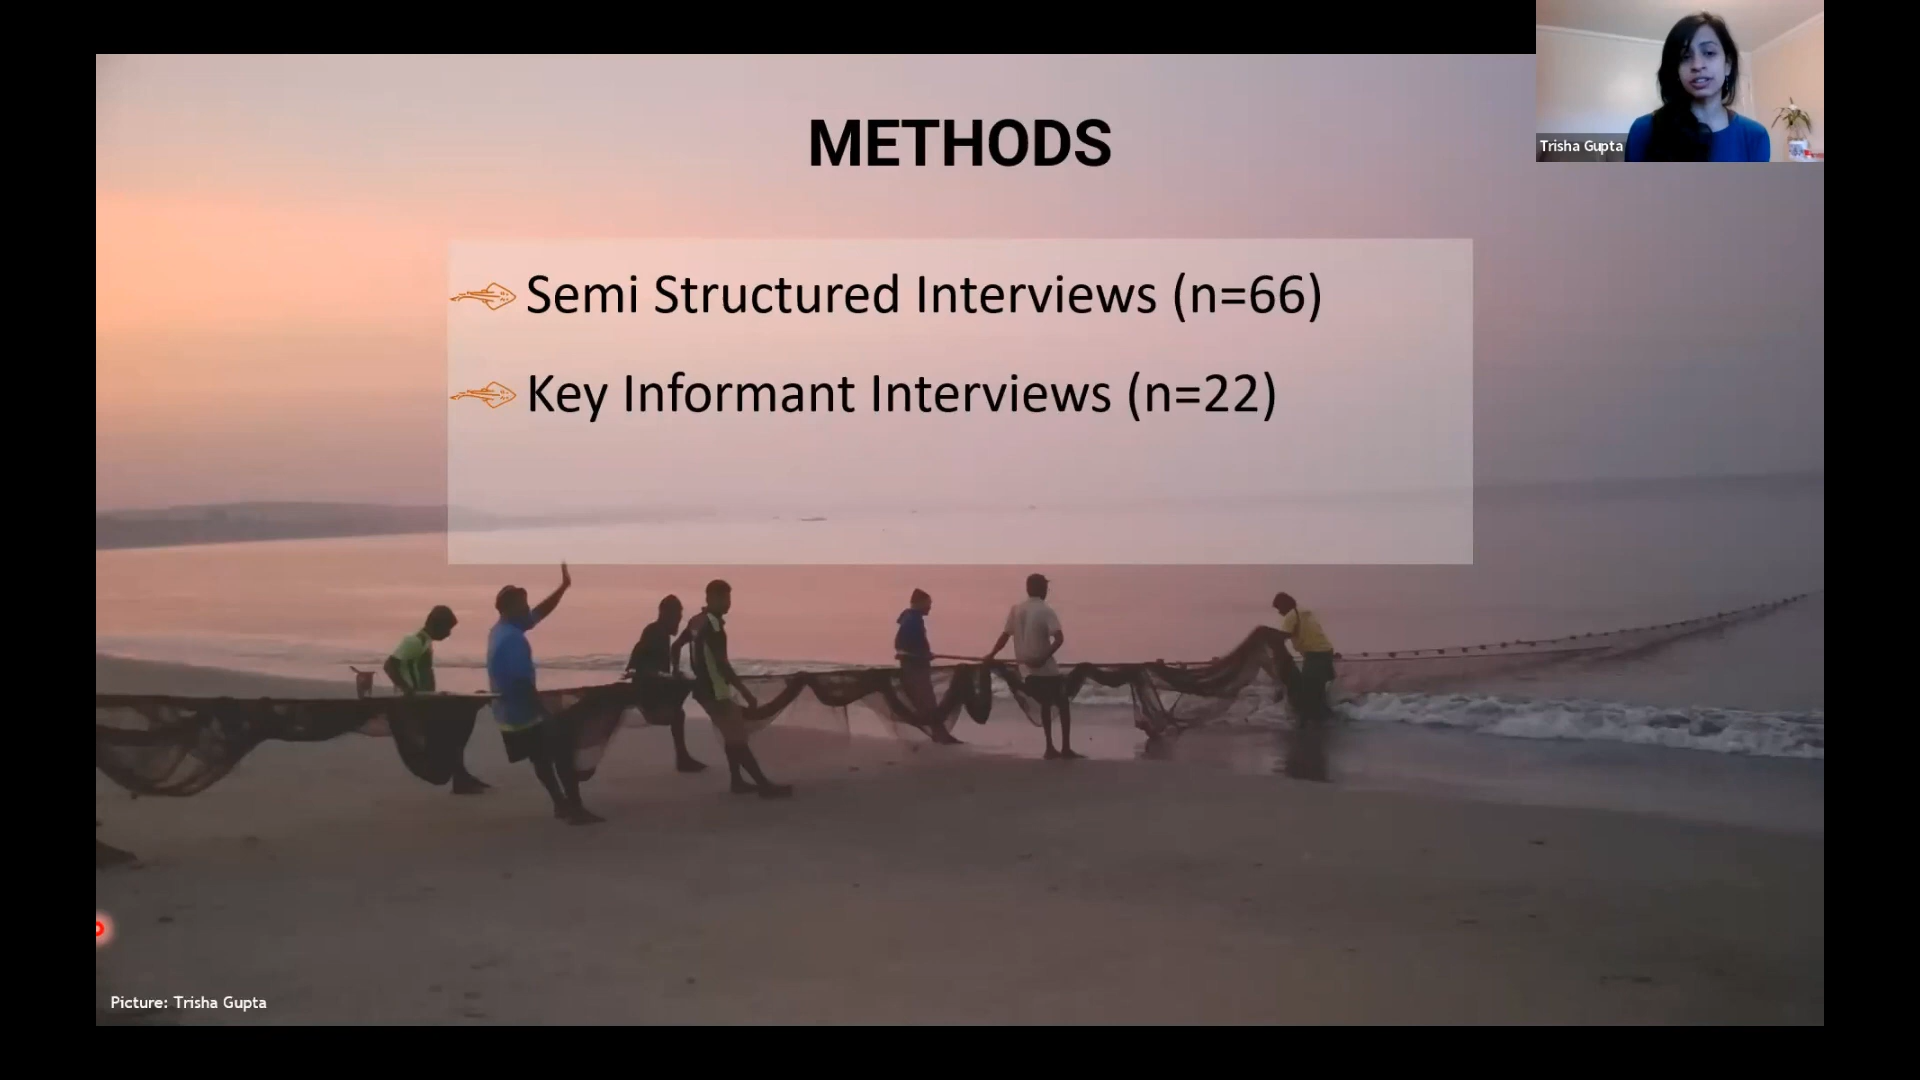 METHODS
Trisha Gupta
Semi Structured Interviews (n=66)
Key Informant Interviews (n=22)
Picture: Trisha Gupta